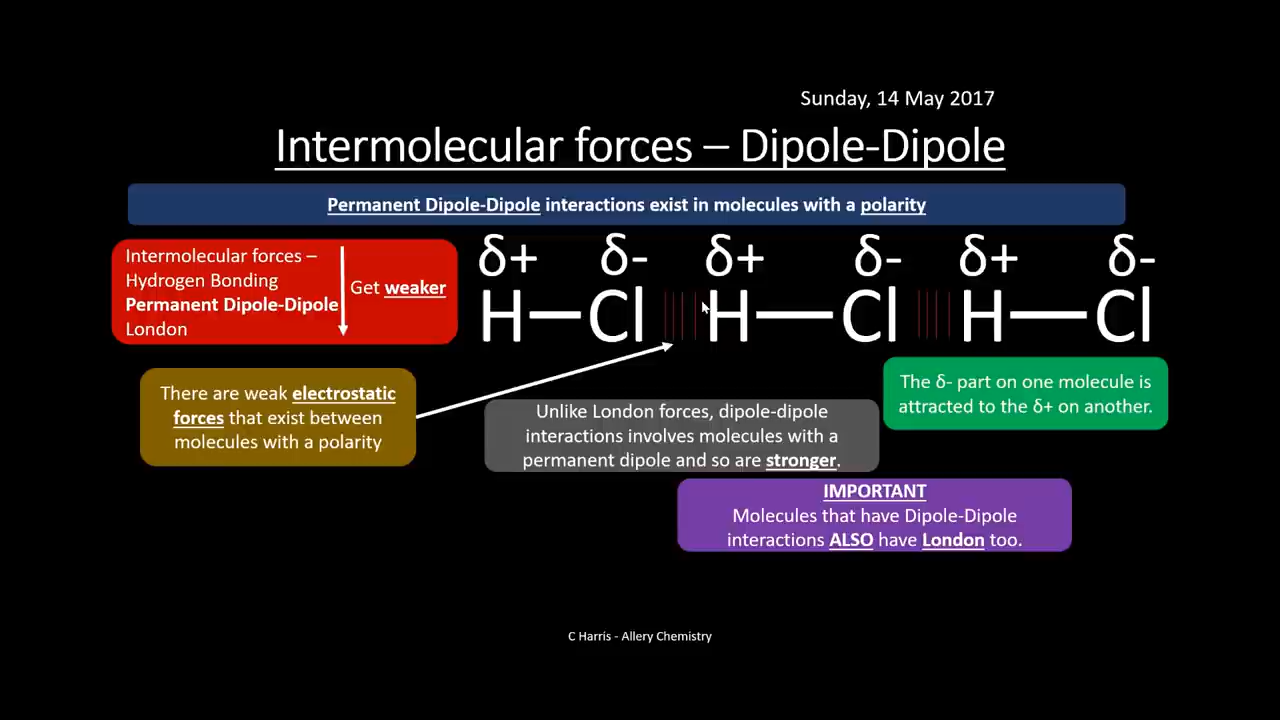 Sunday, 14 May 2017
Intermolecular forces – Dipole-Dipole
Permanent Dipole-Dipole interactions exist in molecules with a polarity
Intermolecular forces –
Hydrogen Bonding
Permanent Dipole-Dipole
London
Get weaker
δ+ δ- δ+ δ- δ+ δ-
H Cl H Cl H Cl
There are weak electrostatic
forces that exist between
molecules with a polarity
Unlike London forces, dipole-dipole
interactions involves molecules with a
permanent dipole and so are stronger.
The δ- part on one molecule is
attracted to the δ+ on another.
IMPORTANT
Molecules that have Dipole-Dipole
interactions ALSO have London too.
C Harris - Allery Chemistry